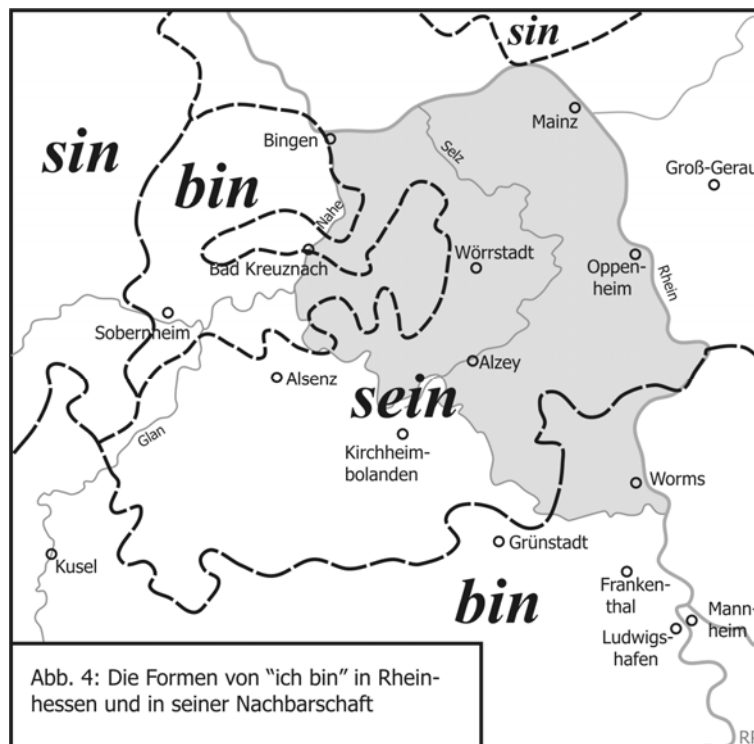 sin
sin
Mainz
Bingen
Selz
Groß-Gerau
bin
Nahe
Wörrstadt
Bad Kreuznach
Oppen-
heim
Rhein
Sobernheim
Alzey
Alsenz
sein
Glan
Kirchheim-
bolanden
Worms
Grünstadt
Kusel
Franken-
thal
bin
Mann-
heim
Ludwigs-
hafen
Abb. 4: Die Formen von "ich bin" in Rhein-
hessen und in seiner Nachbarschaft